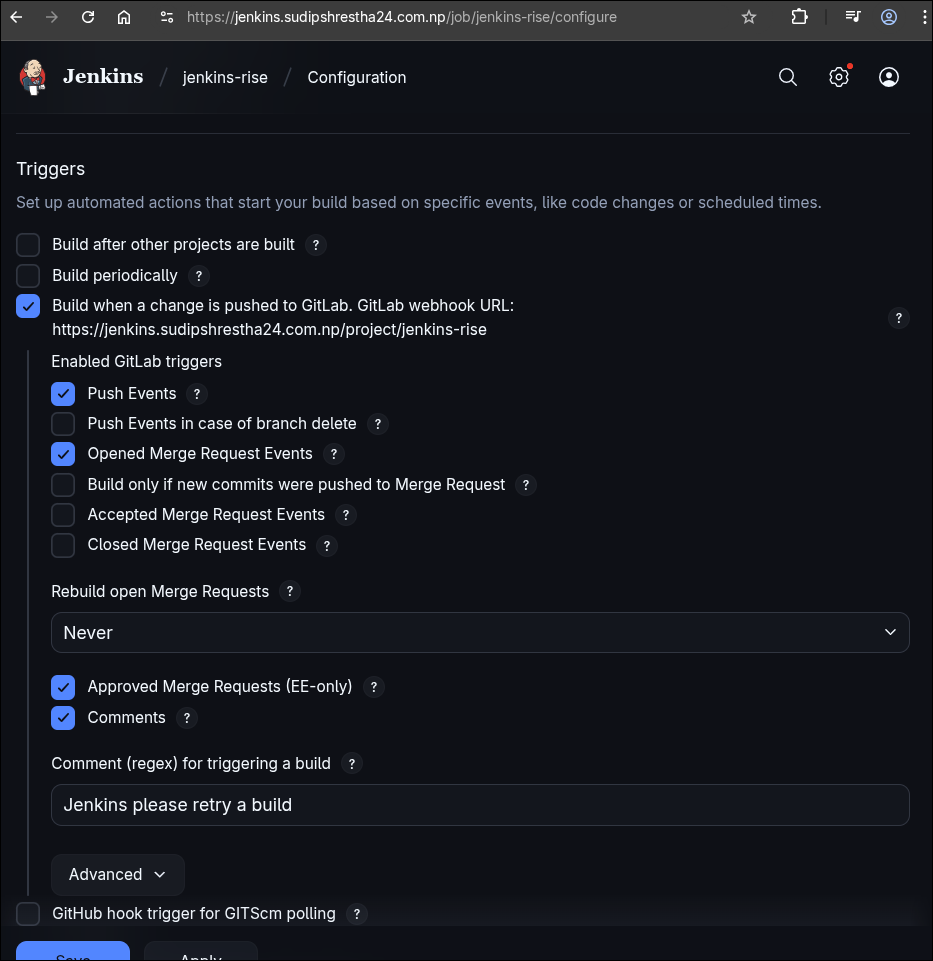 https://jenkins.sudipshrestha24.com.np/job/jenkins-rise/configure
Jenkins / jenkins-rise / Configuration
Triggers
Set up automated actions that start your build based on specific events, like code changes or scheduled times.
Build after other projects are built ?
Build periodically ?
Build when a change is pushed to GitLab. GitLab webhook URL:
https://jenkins.sudipshrestha24.com.np/project/jenkins-rise ?
Enabled GitLab triggers
Push Events ?
Push Events in case of branch delete ?
Opened Merge Request Events ?
Build only if new commits were pushed to Merge Request ?
Accepted Merge Request Events ?
Closed Merge Request Events ?
Rebuild open Merge Requests ?
Never
Approved Merge Requests (EE-only) ?
Comments ?
Comment (regex) for triggering a build ?
Jenkins please retry a build
Advanced
GitHub hook trigger for GITScm polling ?
Save Apply